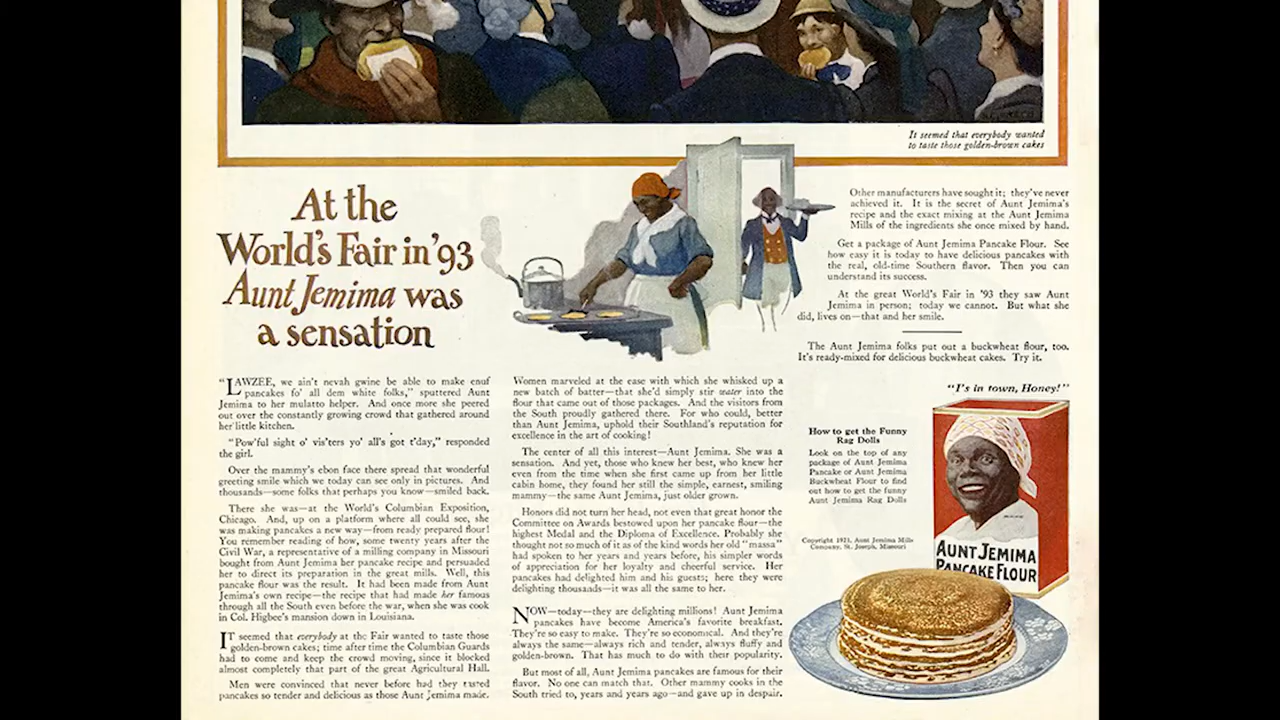 It seemed that everybody wanted
to taste those golden-brown cakes
At the
World's Fair in '93
Aunt Jemima was
a sensation
"LAWZEE, we ain't nevah gwine be able to make enuf
pancakes fo' all dem white folks," sputtered Aunt
Jemima to her mulatto helper. And once more she peered
out over the constantly growing crowd that gathered around
her little kitchen.
"Pow'ful sight o' vis'ters yo' all's got t'day," responded
the girl.
Over the mammy's ebon face there spread that wonderful
greeting smile which we today can see only in pictures. And
thousands—some folks that perhaps you know—smiled back.
There she was—at the World's Columbian Exposition,
Chicago. And, up on a platform where all could see, she
was making pancakes a new way—from ready prepared flour!
You remember reading of how, some twenty years after the
Civil War, a representative of a milling company in Missouri
bought from Aunt Jemima her pancake recipe and persuaded
her to direct its preparation in the great mills. Well, this
pancake flour was the result. It had been made from Aunt
Jemima's own recipe—the recipe that had made her famous
through all the South even before the war, when she was cook
in Col. Higbee's mansion down in Louisiana.
IT seemed that everybody at the Fair wanted to taste those
golden-brown cakes; time after time the Columbian Guards
had to come and keep the crowd moving, since it blocked
almost completely that part of the great Agricultural Hall.
Men were convinced that never before had they tasted
pancakes so tender and delicious as those Aunt Jemima made.
Women marveled at the ease with which she whisked up a
new batch of batter—that she'd simply stir water into the
flour that came out of those packages. And the visitors from
the South proudly gathered there. For who could, better
than Aunt Jemima, uphold their Southland's reputation for
excellence in the art of cooking!
The center of all this interest—Aunt Jemima. She was a
sensation. And yet, those who knew her best, who knew her
even from the time when she first came up from her little
cabin home, they found her still the simple, earnest, smiling
mammy—the same Aunt Jemima, just older grown.
Honors did not turn her head, not even that great honor the
Committee on Awards bestowed upon her pancake flour—the
highest Medal and the Diploma of Excellence. Probably she
thought not so much of it as of the kind words her old "massa"
had spoken to her years and years before, his simpler words
of appreciation for her loyalty and cheerful service. Her
pancakes had delighted him and his guests; here they were
delighting thousands—it was all the same to her.
NOW—today—they are delighting millions! Aunt Jemima
pancakes have become America's favorite breakfast.
They're so easy to make. They're so economical. And they're
always the same—always rich and tender, always fluffy and
golden-brown. That has much to do with their popularity.
But most of all, Aunt Jemima pancakes are famous for their
flavor. No one can match that. Other mammy cooks in the
South tried to, years and years ago—and gave up in despair.
Other manufacturers have sought it; they've never
achieved it. It is the secret of Aunt Jemima's
recipe and the exact mixing at the Aunt Jemima
Mills of the ingredients she once mixed by hand.
Get a package of Aunt Jemima Pancake Flour. See
how easy it is today to have delicious pancakes with
the real, old-time Southern flavor. Then you can
understand its success.
At the great World's Fair in '93 they saw Aunt
Jemima in person; today we cannot. But what she
did, lives on—that and her smile.
The Aunt Jemima folks put out a buckwheat flour, too.
It's ready-mixed for delicious buckwheat cakes. Try it.
"I's in town, Honey!"
How to get the Funny
Rag Dolls
Look on the top of any
package of Aunt Jemima
Pancake or Aunt Jemima
Buckwheat Flour to find
out how to get the funny
Aunt Jemima Rag Dolls
Copyright 1921, Aunt Jemima Mills
Company, St. Joseph, Missouri
AUNT JEMIMA
PANCAKE FLOUR